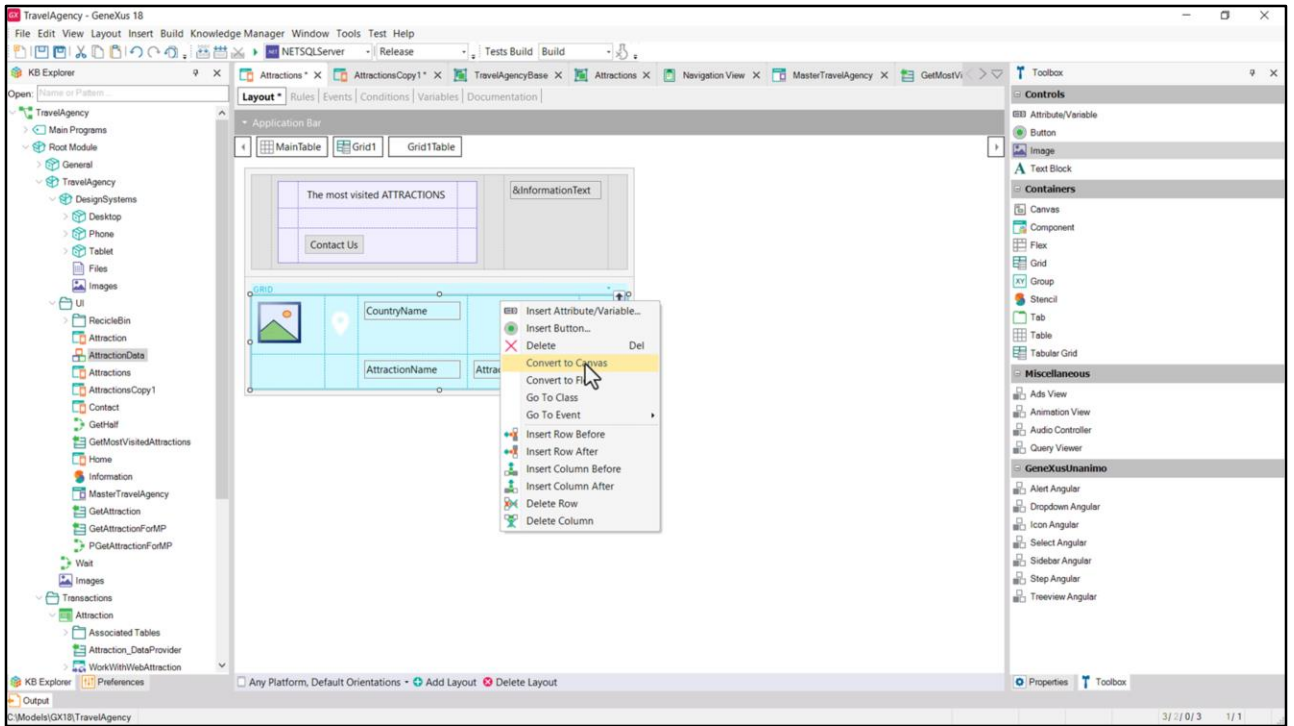 TravelAgency - GeneXus 18
File Edit View Layout Insert Build Knowledge Manager Window Tools Test Help
NETSQLServer Release Tests Build Build
KB Explorer
Open: Name or Pattern...
TravelAgency
Main Programs
Root Module
General
TravelAgency
DesignSystems
Desktop
Phone
Tablet
Files
Images
UI
RecicleBin
Attraction
AttractionData
Attractions
AttractionsCopy1
Contact
GetHalf
GetMostVisitedAttractions
Home
Information
MasterTravelAgency
GetAttraction
GetAttractionForMP
PGetAttractionForMP
Wait
Images
Transactions
Attraction
Associated Tables
Attraction_DataProvider
WorkWithWebAttraction
KB Explorer Preferences
Output
C:\Models\GX18\TravelAgency
Attractions * X AttractionsCopy1 * X TravelAgencyBase X Attractions X Navigation View X MasterTravelAgency X GetMostVi
Layout * Rules Events Conditions Variables Documentation
Application Bar
MainTable Grid1 Grid1Table
The most visited ATTRACTIONS
&InformationText
Contact Us
GRID
CountryName
AttractionName
Attrac
Insert Attribute/Variable...
Insert Button...
Delete Del
Convert to Canvas
Convert to Fl
Go To Class
Go To Event
Insert Row Before
Insert Row After
Insert Column Before
Insert Column After
Delete Row
Delete Column
Any Platform, Default Orientations Add Layout Delete Layout
Toolbox
Controls
Attribute/Variable
Button
Image
Text Block
Containers
Canvas
Component
Flex
Grid
Group
Stencil
Tab
Table
Tabular Grid
Miscellaneous
Ads View
Animation View
Audio Controller
Query Viewer
GeneXusUnanimo
Alert Angular
Dropdown Angular
Icon Angular
Select Angular
Sidebar Angular
Step Angular
Treeview Angular
Properties Toolbox
3/2/0/3 1/1